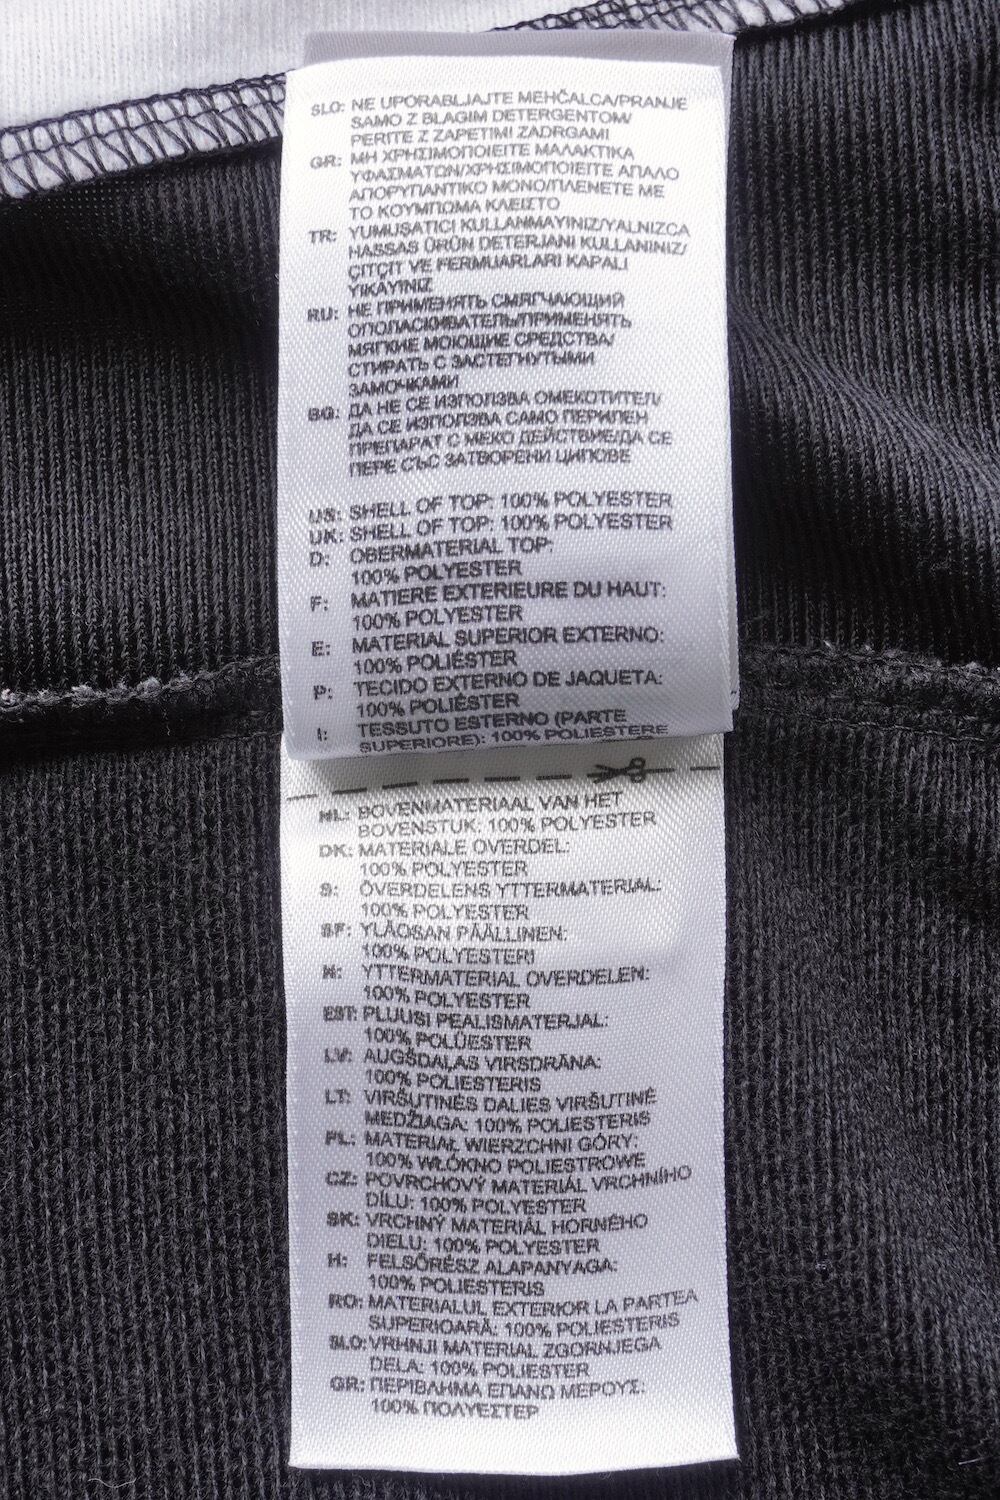 SLO: NE UPORABLJAJTE MEHČALCA/PRANJE
SAMO Z BLAGIM DETERGENTOM/
PERITE Z ZAPETIMI ZADRGAMI
GR: ΜΗ ΧΡΗΣΙΜΟΠΟΙΕΙΤΕ ΜΑΛΑΚΤΙΚΑ
ΥΦΑΣΜΑΤΩΝ/ΧΡΗΣΙΜΟΠΟΙΕΙΤΕ ΑΠΑΛΟ
ΑΠΟΡΥΠΑΝΤΙΚΟ ΜΟΝΟ/ΠΛΕΝΕΤΕ ΜΕ
ΤΟ ΚΟΥΜΠΩΜΑ ΚΛΕΙΣΤΟ
TR: YUMUŞATICI KULLANMAYINIZ/YALNIZCA
HASSAS ÜRÜN DETERJANI KULLANINIZ/
ÇITÇIT VE FERMUARLARI KAPALI
YIKAYINIZ
RU: НЕ ПРИМЕНЯТЬ СМЯГЧАЮЩИЙ
ОПОЛАСКИВАТЕЛЬ/ПРИМЕНЯТЬ
МЯГКИЕ МОЮЩИЕ СРЕДСТВА/
СТИРАТЬ С ЗАСТЕГНУТЫМИ
ЗАМОЧКАМИ
BG: ДА НЕ СЕ ИЗПОЛЗВА ОМЕКОТИТЕЛ/
ДА СЕ ИЗПОЛЗВА САМО ПЕРИЛЕН
ПРЕПАРАТ С МЕКО ДЕЙСТВИЕ/ДА СЕ
ПЕРЕ СЪС ЗАТВОРЕНИ ЦИПОВЕ
US: SHELL OF TOP: 100% POLYESTER
UK: SHELL OF TOP: 100% POLYESTER
D: OBERMATERIAL TOP:
100% POLYESTER
F: MATIERE EXTERIEURE DU HAUT:
100% POLYESTER
E: MATERIAL SUPERIOR EXTERNO:
100% POLIÉSTER
P: TECIDO EXTERNO DE JAQUETA:
100% POLIÉSTER
I: TESSUTO ESTERNO (PARTE
SUPERIORE): 100% POLIESTERE
NL: BOVENMATERIAAL VAN HET
BOVENSTUK: 100% POLYESTER
DK: MATERIALE OVERDEL:
100% POLYESTER
S: ÖVERDELENS YTTERMATERIAL:
100% POLYESTER
SF: YLÄOSAN PÄÄLLINEN:
100% POLYESTERI
N: YTTERMATERIAL OVERDELEN:
100% POLYESTER
EST: PLUUSI PEALISMATERJAL:
100% POLÜESTER
LV: AUGŠDAĻAS VIRSDRĀNA:
100% POLIESTERIS
LT: VIRŠUTINĖS DALIES VIRŠUTINĖ
MEDŽIAGA: 100% POLIESTERIS
PL: MATERIAŁ WIERZCHNI GÓRY:
100% WŁÓKNO POLIESTROWE
CZ: POVRCHOVÝ MATERIÁL VRCHNÍHO
DÍLU: 100% POLYESTER
SK: VRCHNÝ MATERIÁL HORNÉHO
DIELU: 100% POLYESTER
H: FELSŐRÉSZ ALAPANYAGA:
100% POLIESTERIS
RO: MATERIALUL EXTERIOR LA PARTEA
SUPERIOARĂ: 100% POLIESTERIS
SLO: VRHNJI MATERIAL ZGORNJEGA
DELA: 100% POLIESTER
GR: ΠΕΡΙΒΛΗΜΑ ΕΠΑΝΩ ΜΕΡΟΥΣ:
100% ΠΟΛΥΕΣΤΕΡ